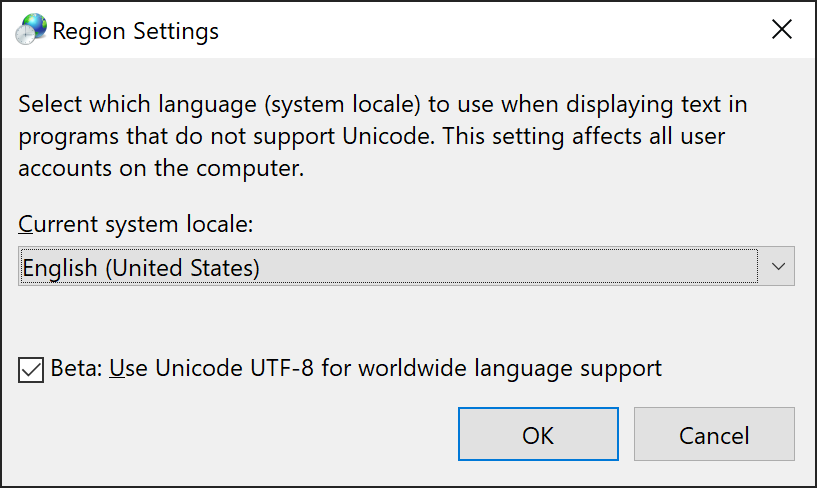 Region Settings
Select which language (system locale) to use when displaying text in
programs that do not support Unicode. This setting affects all user
accounts on the computer.
Current system locale:
English (United States)
Beta: Use Unicode UTF-8 for worldwide language support
OK Cancel